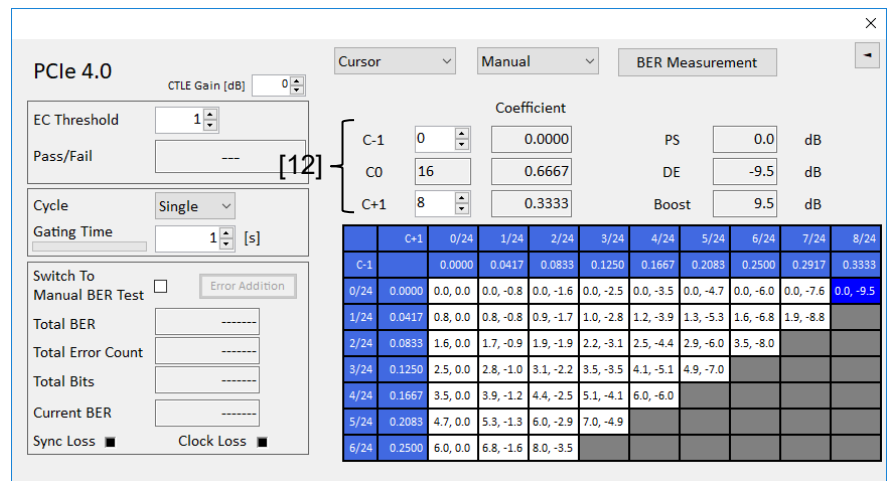 PCIe 4.0
CTLE Gain [dB] 0
Cursor Manual BER Measurement
EC Threshold 1
Pass/Fail ---
Coefficient
[12]
C-1 0 0.0000 PS 0.0 dB
C0 16 0.6667 DE -9.5 dB
C+1 8 0.3333 Boost 9.5 dB
Cycle Single
Gating Time 1 [s]
Switch To
Manual BER Test Error Addition
Total BER -------
Total Error Count -------
Total Bits -------
Current BER -------
Sync Loss Clock Loss
C+1 0/24 1/24 2/24 3/24 4/24 5/24 6/24 7/24 8/24
C-1 0.0000 0.0417 0.0833 0.1250 0.1667 0.2083 0.2500 0.2917 0.3333
0/24 0.0000 0.0, 0.0 0.0, -0.8 0.0, -1.6 0.0, -2.5 0.0, -3.5 0.0, -4.7 0.0, -6.0 0.0, -7.6 0.0, -9.5
1/24 0.0417 0.8, 0.0 0.8, -0.8 0.9, -1.7 1.0, -2.8 1.2, -3.9 1.3, -5.3 1.6, -6.8 1.9, -8.8
2/24 0.0833 1.6, 0.0 1.7, -0.9 1.9, -1.9 2.2, -3.1 2.5, -4.4 2.9, -6.0 3.5, -8.0
3/24 0.1250 2.5, 0.0 2.8, -1.0 3.1, -2.2 3.5, -3.5 4.1, -5.1 4.9, -7.0
4/24 0.1667 3.5, 0.0 3.9, -1.2 4.4, -2.5 5.1, -4.1 6.0, -6.0
5/24 0.2083 4.7, 0.0 5.3, -1.3 6.0, -2.9 7.0, -4.9
6/24 0.2500 6.0, 0.0 6.8, -1.6 8.0, -3.5